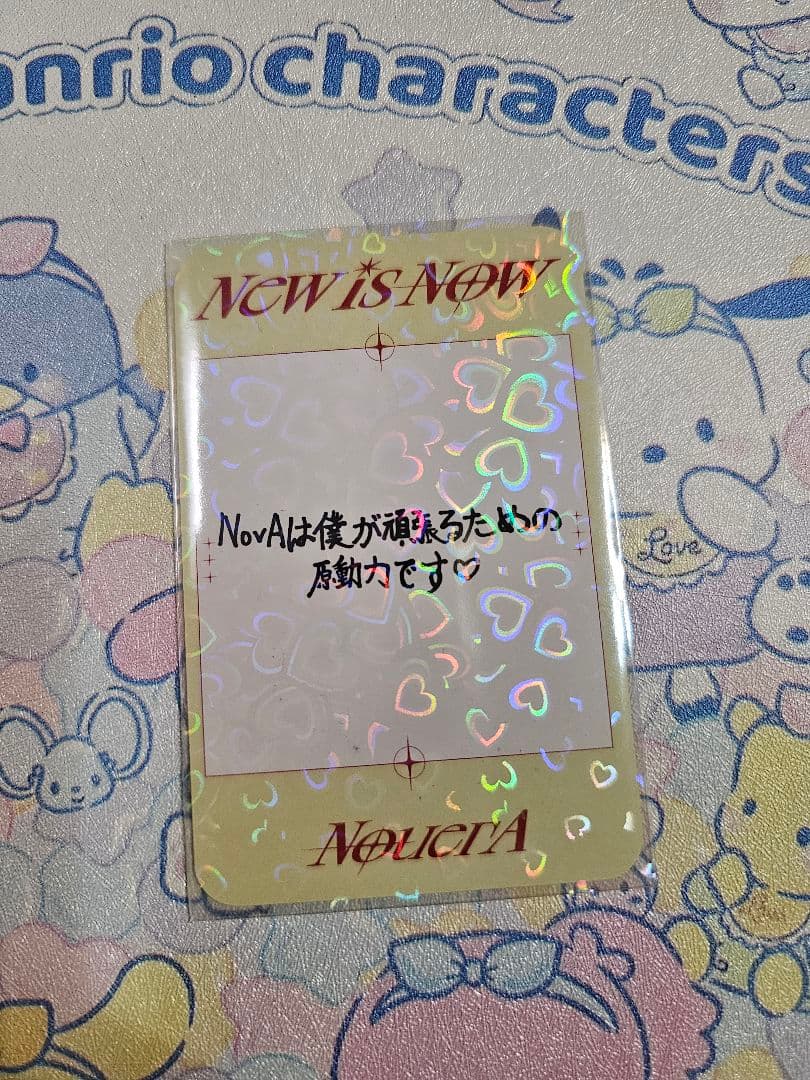 anrio characters
New is Now
NovAは僕が頑張るための
原動力です♡
Love
NouerA